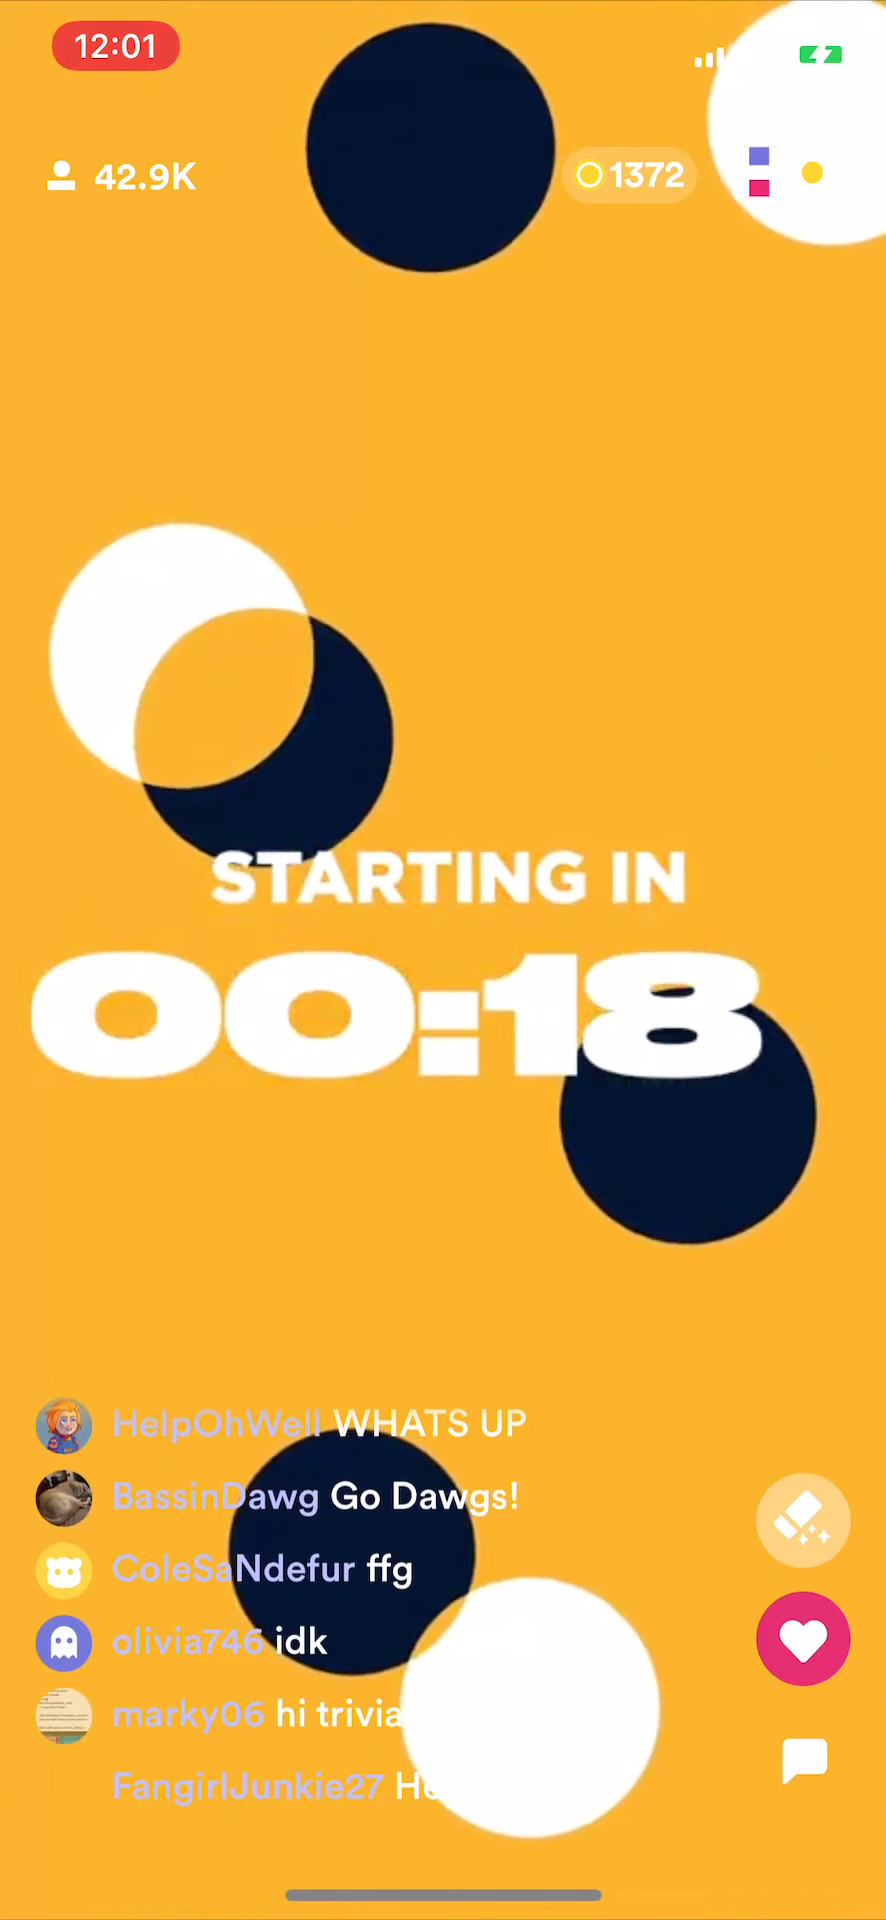 12:01
42.9K
1372
STARTING IN
00:18
HelpOhWell WHATS UP
BassinDawg Go Dawgs!
ColeSaNdefur ffg
olivia746 idk
marky06 hi trivia
FangirlJunkie27